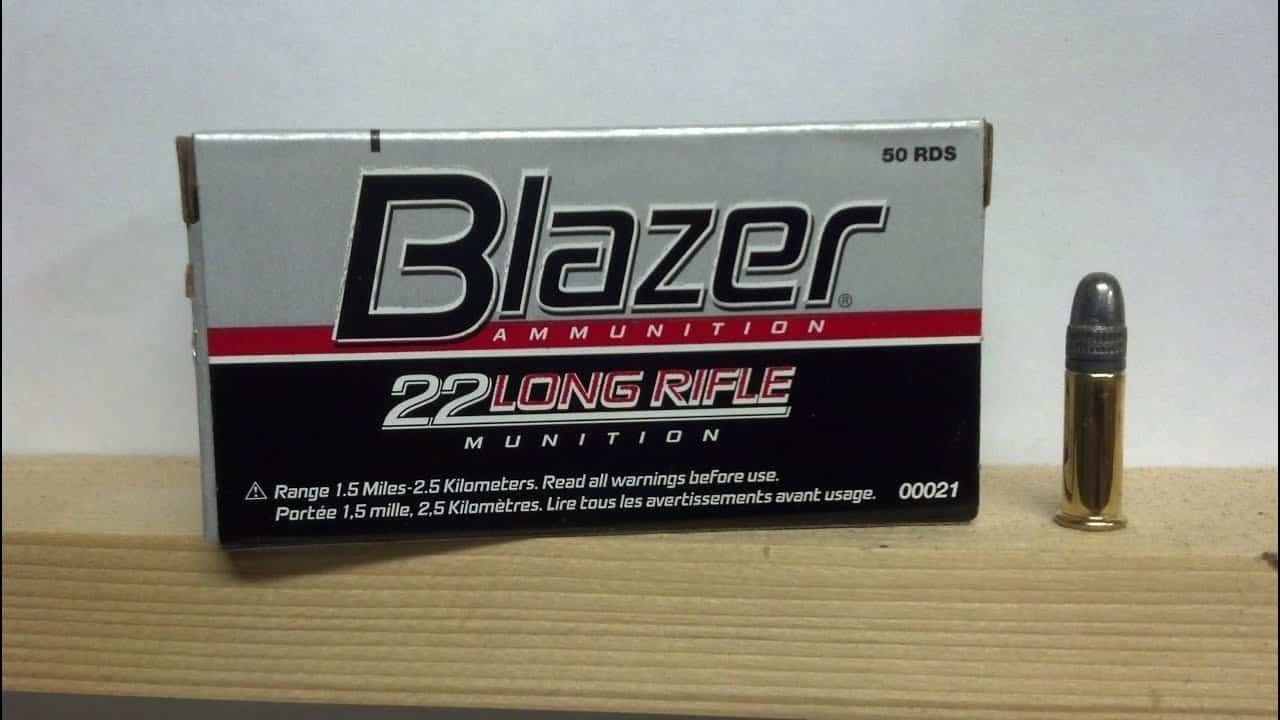 50 RDS
Blazer®
AMMUNITION
22 LONG RIFLE
MUNITION
⚠ Range 1.5 Miles-2.5 Kilometers. Read all warnings before use.
Portée 1,5 mille, 2,5 Kilomètres. Lire tous les avertissements avant usage.
00021